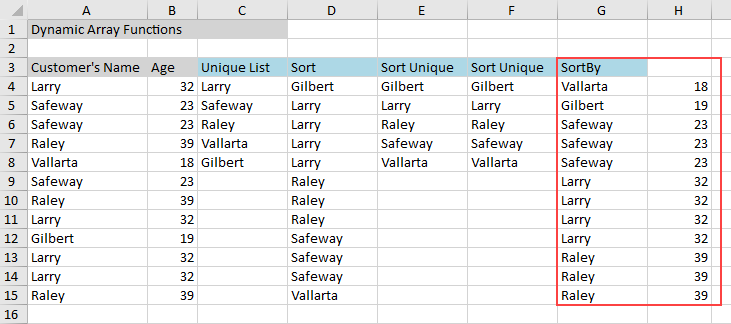 A B C D E F G H
1 Dynamic Array Functions
2
3 Customer's Name Age Unique List Sort Sort Unique Sort Unique SortBy
4 Larry 32 Larry Gilbert Gilbert Gilbert Vallarta 18
5 Safeway 23 Safeway Larry Larry Larry Gilbert 19
6 Safeway 23 Raley Larry Raley Raley Safeway 23
7 Raley 39 Vallarta Larry Safeway Safeway Safeway 23
8 Vallarta 18 Gilbert Larry Vallarta Vallarta Safeway 23
9 Safeway 23 Raley Larry 32
10 Raley 39 Raley Larry 32
11 Larry 32 Raley Larry 32
12 Gilbert 19 Safeway Larry 32
13 Larry 32 Safeway Raley 39
14 Larry 32 Safeway Raley 39
15 Raley 39 Vallarta Raley 39
16